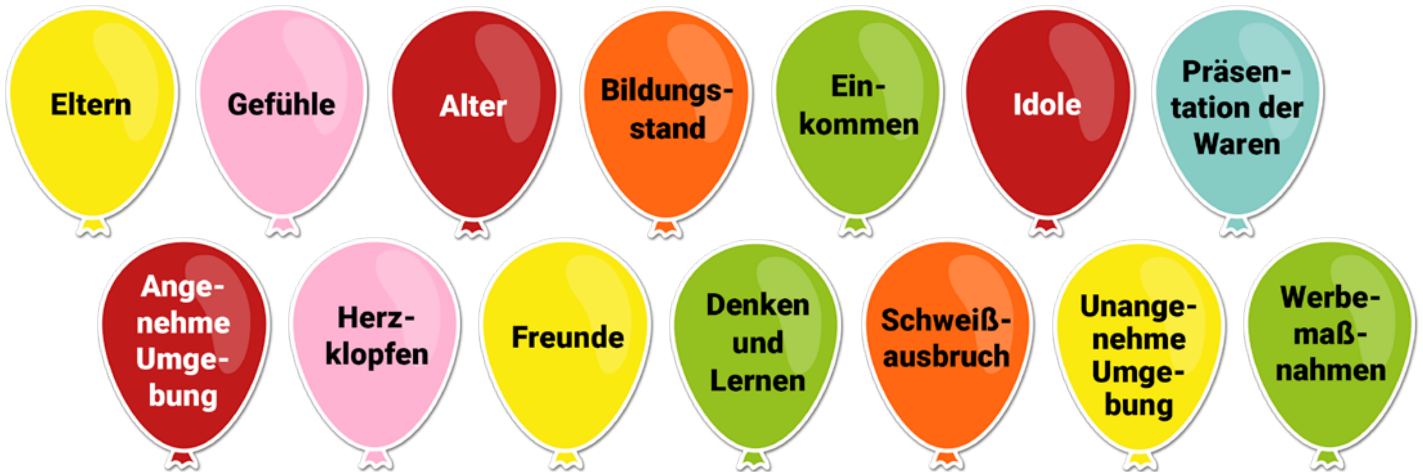 Eltern
Gefühle
Alter
Bildungs-
stand
Ein-
kommen
Idole
Präsen-
tation der
Waren
Ange-
nehme
Umge-
bung
Herz-
klopfen
Freunde
Denken
und
Lernen
Schweiß-
ausbruch
Unange-
nehme
Umge-
bung
Werbe-
maß-
nahmen